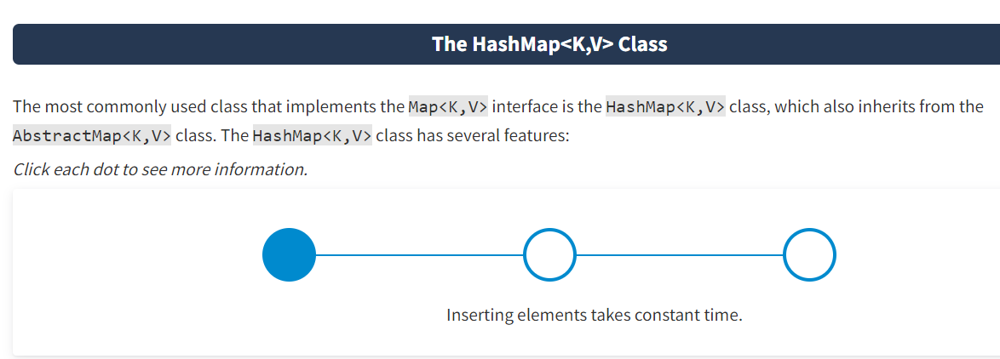 The HashMap<K,V> Class
The most commonly used class that implements the Map<K,V> interface is the HashMap<K,V> class, which also inherits from the
AbstractMap<K,V> class. The HashMap<K,V> class has several features:
Click each dot to see more information.
Inserting elements takes constant time.